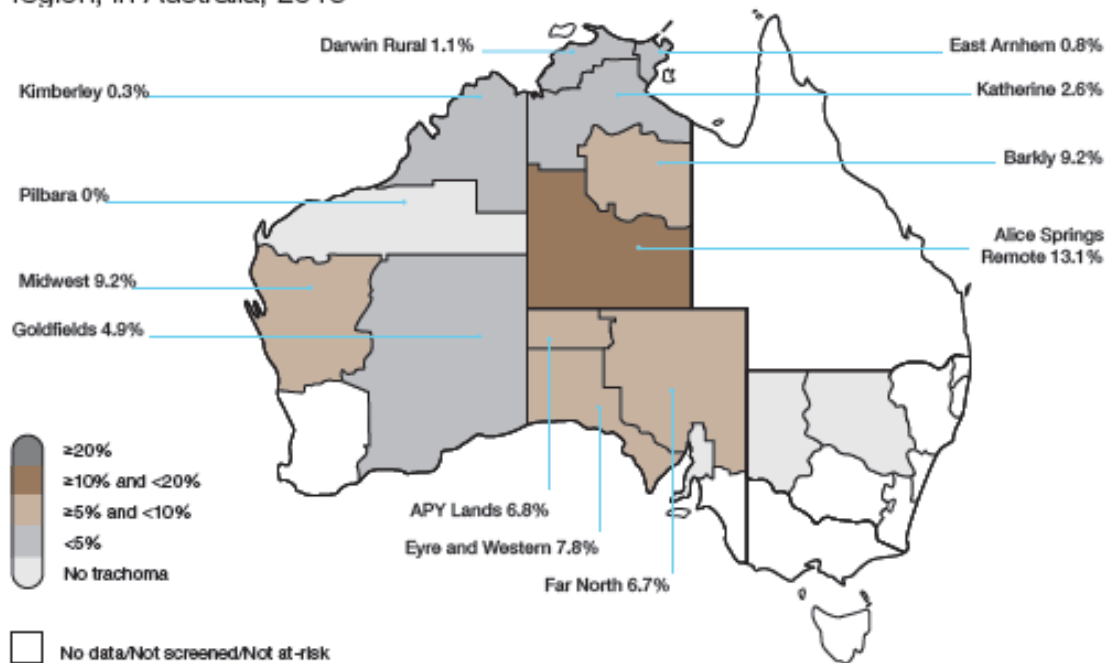 Darwin Rural 1.1%
East Arnhem 0.8%
Kimberley 0.3%
Katherine 2.6%
Barkly 9.2%
Pilbara 0%
Alice Springs
Remote 13.1%
Midwest 9.2%
Goldfields 4.9%
≥20%
≥10% and <20%
≥5% and <10%
<5%
No trachoma
APY Lands 6.8%
Eyre and Western 7.8%
Far North 6.7%
No data/Not screened/Not at-risk